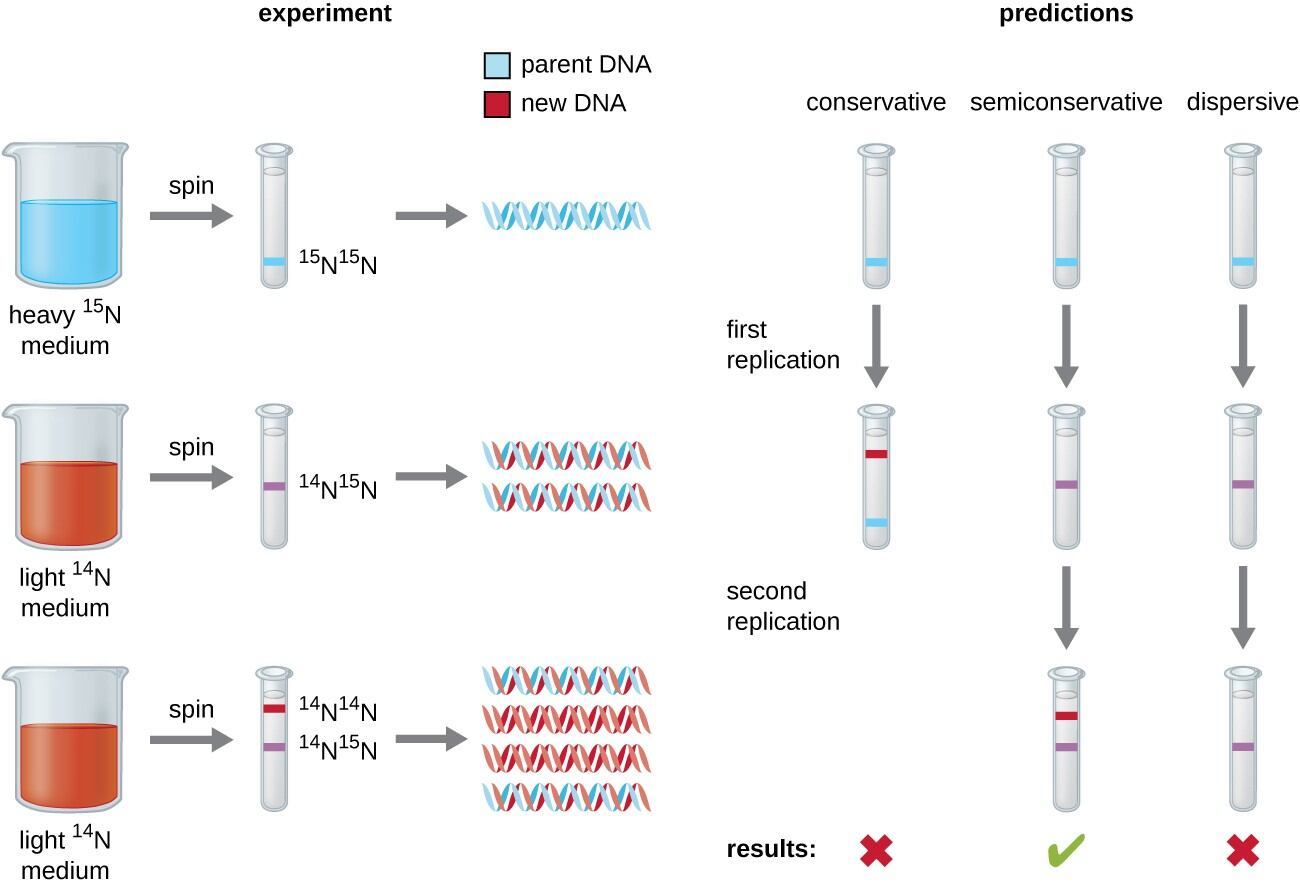 experiment
parent DNA
new DNA
spin
¹⁵N¹⁵N
heavy ¹⁵N
medium
spin
¹⁴N¹⁵N
light ¹⁴N
medium
spin
¹⁴N¹⁴N
¹⁴N¹⁵N
light ¹⁴N
medium
predictions
conservative semiconservative dispersive
first
replication
second
replication
results: